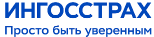 ИНГОССТРАХ
Просто быть уверенным